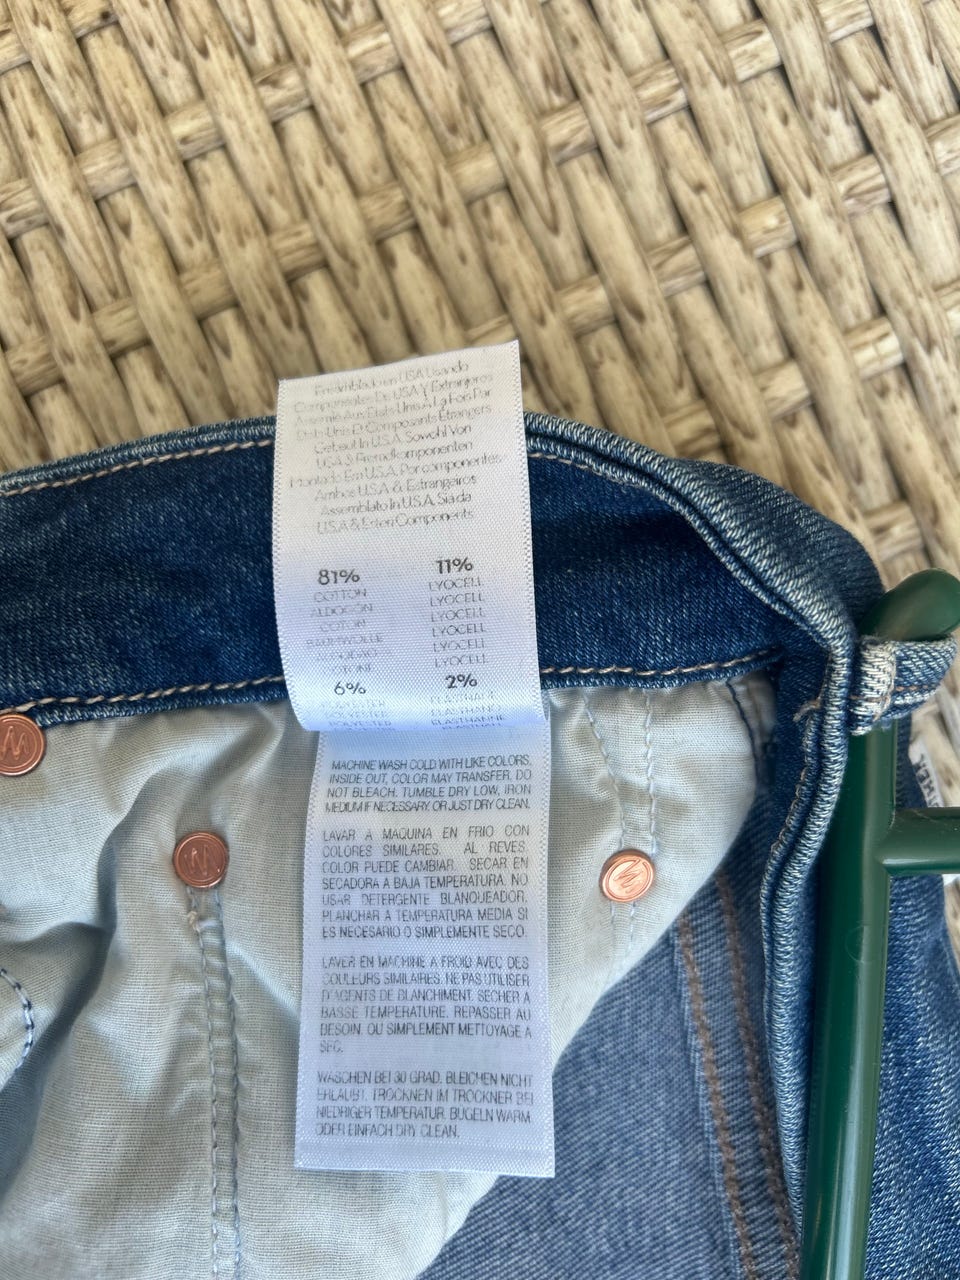 Ensamblado en USA Usando
Componentes De USA Y Extranjeros
Assemle Aux Etats Unis A La Fois Par
Etats Unis Et Composants Etrangers
Gebaut In U.S.A. Sowohl Von
USA & Fremdkomponenten
Montado Em U.S.A. Por componentes
Ambos U.S.A & Estrangeiros
Assemblato In U.S.A. Sia da
U.S.A & Esteri Components
81% 11%
COTTON LYOCELL
ALGODÓN LYOCELL
COTON LYOCELL
BAUMWOLLE LYOCELL
ALGODAO LYOCELL
COTONE LYOCELL
6% 2%
POLYESTER
POLYESTER ELASTHANNE
MACHINE WASH COLD WITH LIKE COLORS,
INSIDE OUT, COLOR MAY TRANSFER. DO
NOT BLEACH. TUMBLE DRY LOW, IRON
MEDIUM IF NECESSARY. OR JUST DRY CLEAN.
LAVAR A MAQUINA EN FRIO CON
COLORES SIMILARES. AL REVES.
COLOR PUEDE CAMBIAR. SECAR EN
SECADORA A BAJA TEMPERATURA. NO
USAR DETERGENTE BLANQUEADOR.
PLANCHAR A TEMPERATURA MEDIA SI
ES NECESARIO O SIMPLEMENTE SECO.
LAVER EN MACHINE A FROID AVEC DES
COULEURS SIMILAIRES. NE PAS UTILISER
D'AGENTS DE BLANCHIMENT. SECHER A
BASSE TEMPERATURE. REPASSER AU
BESOIN. OU SIMPLEMENT METTOYAGE A
SEC.
WASCHEN BEI 30 GRAD. BLEICHEN NICHT
ERLAUBT. TROCKNEN IM TROCKNER BEI
NIEDRIGER TEMPERATUR. BUGELN WARM
ODER EINFACH DRY CLEAN.